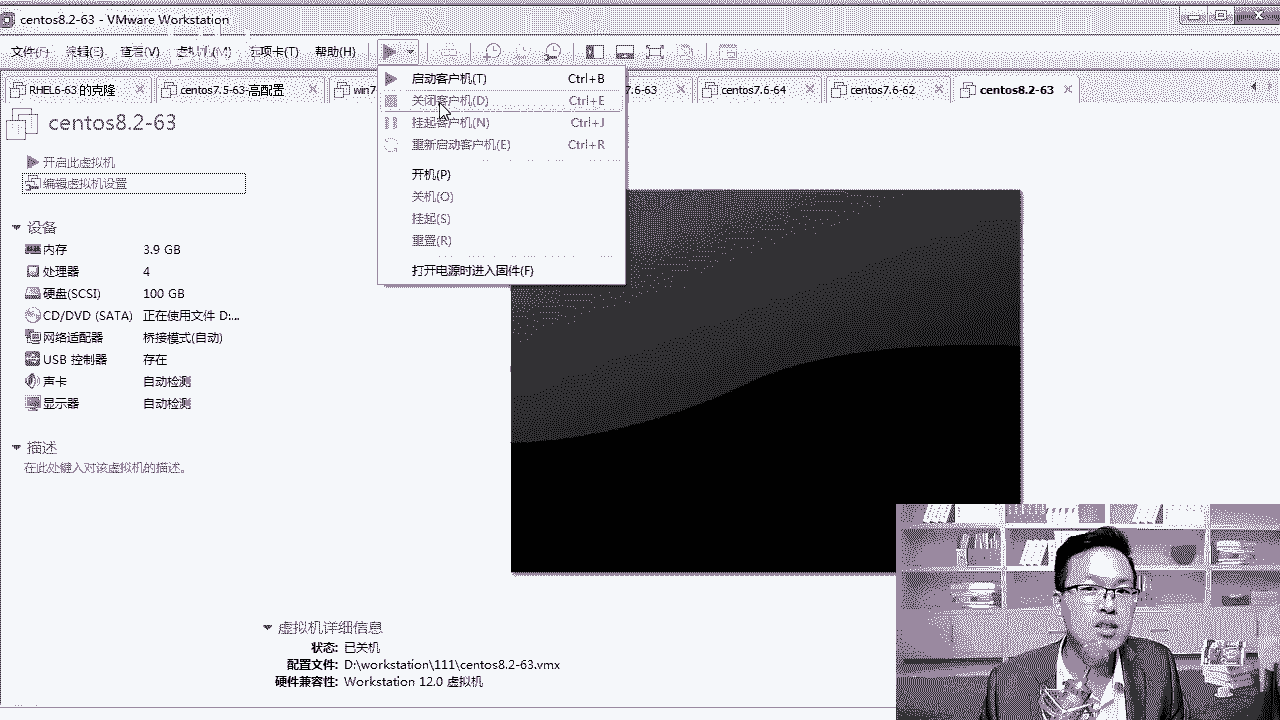 centos8.2-63 - VMware Workstation
文件(F) 编辑(E) 查看(V) 虚拟机(M) 选项卡(T) 帮助(H)
RHEL6-63 的克隆 centos7.5-63-高配置 win7 7.6-63 centos7.6-64 centos7.6-62 centos8.2-63
centos8.2-63
开启此虚拟机
编辑虚拟机设置
设备
内存 3.9 GB
处理器 4
硬盘(SCSI) 100 GB
CD/DVD (SATA) 正在使用文件 D:...
网络适配器 桥接模式(自动)
USB 控制器 存在
声卡 自动检测
显示器 自动检测
描述
在此处键入对该虚拟机的描述。
启动客户机(T) Ctrl+B
关闭客户机(D) Ctrl+E
挂起客户机(N) Ctrl+J
重新启动客户机(E) Ctrl+R
开机(P)
关机(O)
挂起(S)
重置(R)
打开电源时进入固件(F)
虚拟机详细信息
状态: 已关机
配置文件: D:\workstation\111\centos8.2-63.vmx
硬件兼容性: Workstation 12.0 虚拟机